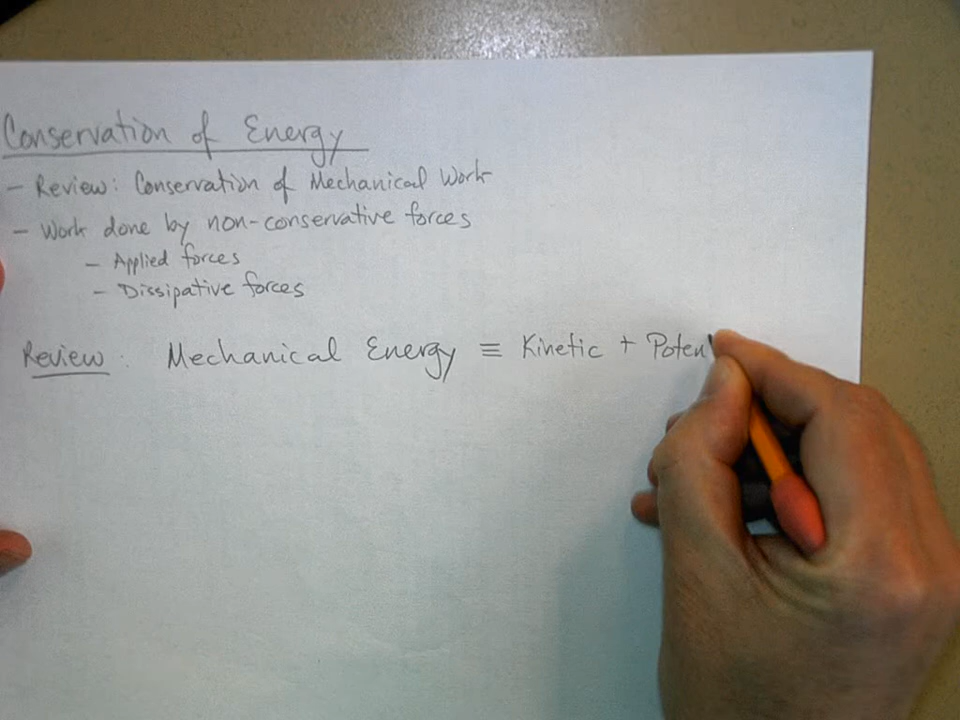 Conservation of Energy
- Review: Conservation of Mechanical Work
- Work done by non-conservative forces
- Applied forces
- Dissipative forces
Review: Mechanical Energy ≡ Kinetic + Poten